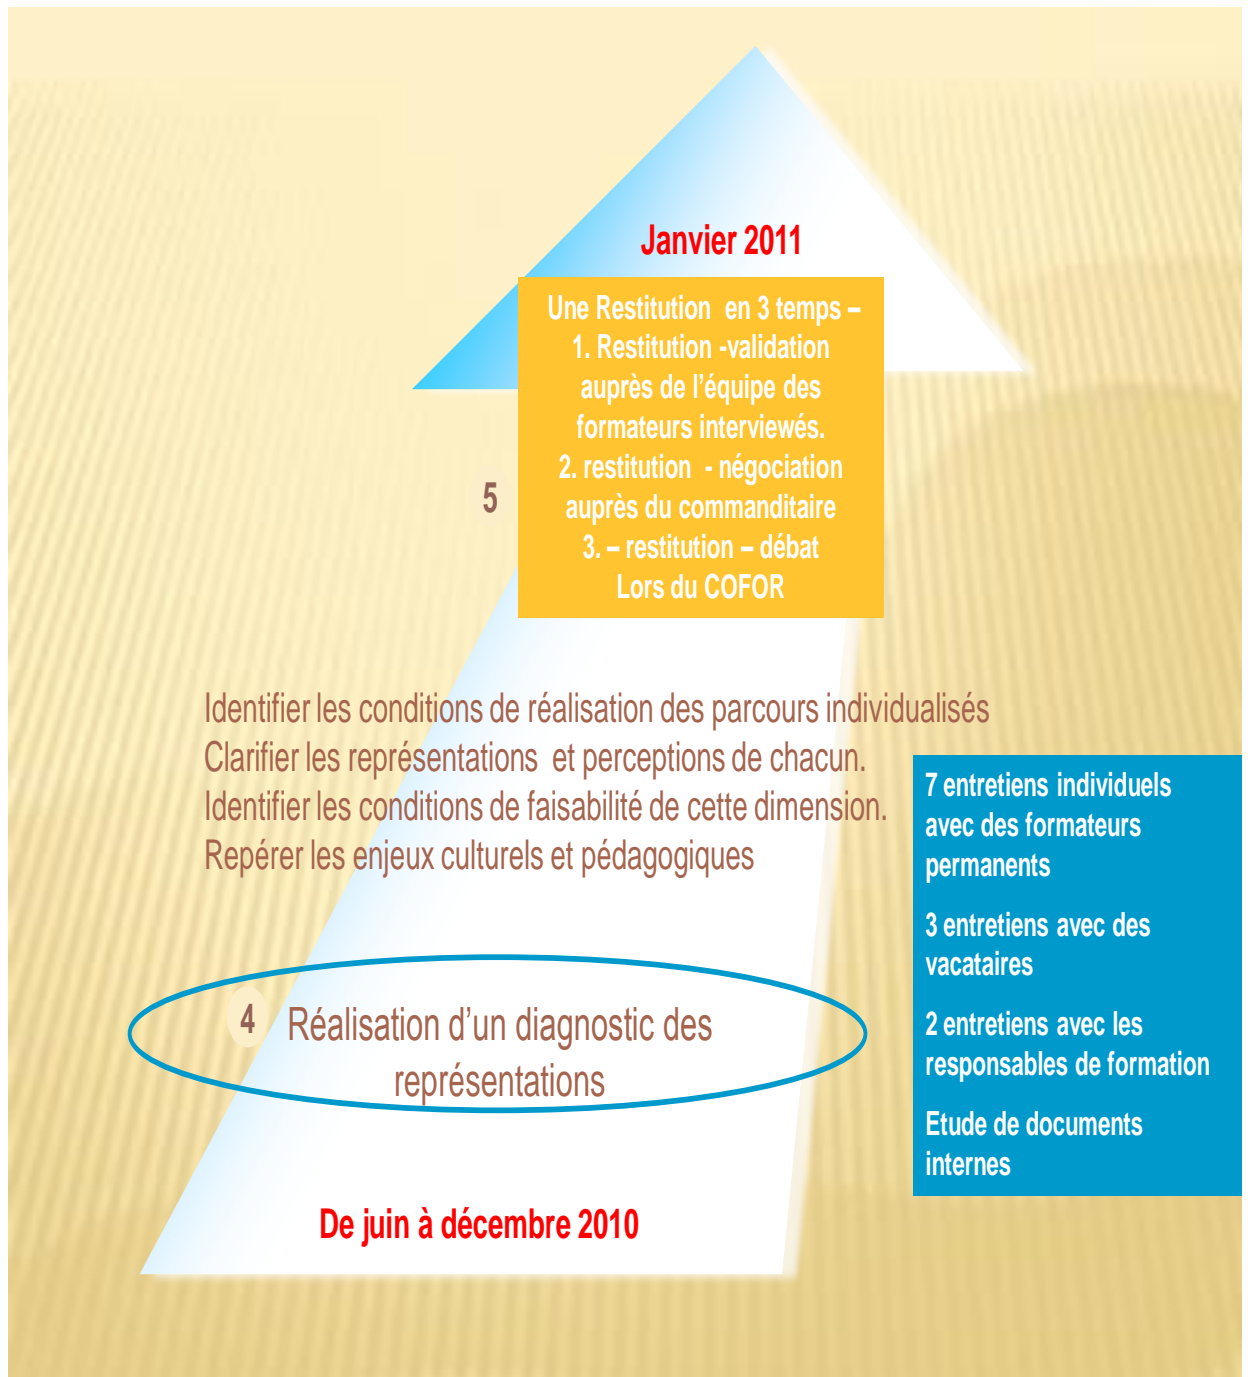 Janvier 2011
Une Restitution en 3 temps –
1. Restitution -validation
auprès de l’équipe des
formateurs interviewés.
2. restitution - négociation
auprès du commanditaire
3. – restitution – débat
Lors du COFOR
5
Identifier les conditions de réalisation des parcours individualisés
Clarifier les représentations et perceptions de chacun.
Identifier les conditions de faisabilité de cette dimension.
Repérer les enjeux culturels et pédagogiques
7 entretiens individuels
avec des formateurs
permanents
3 entretiens avec des
vacataires
2 entretiens avec les
responsables de formation
Etude de documents
internes
4
Réalisation d’un diagnostic des
représentations
De juin à décembre 2010